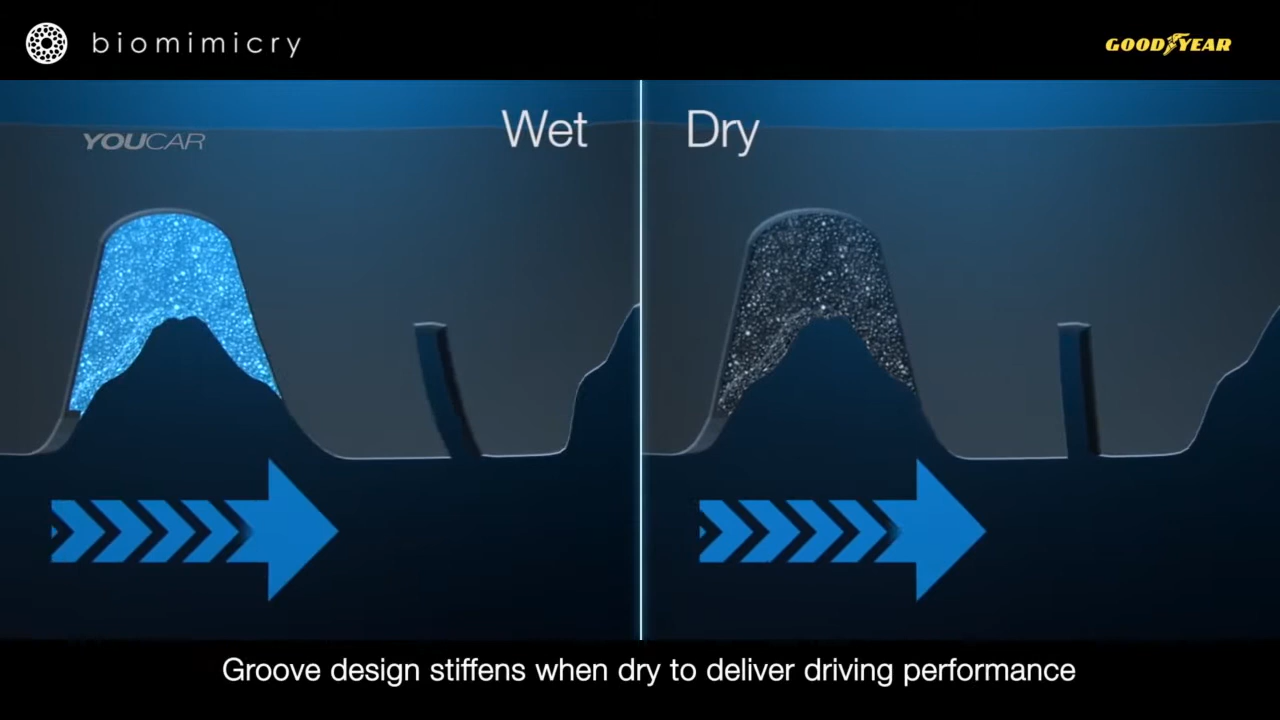 biomimicry
GOODYEAR
YOUCAR
Wet
Dry
Groove design stiffens when dry to deliver driving performance